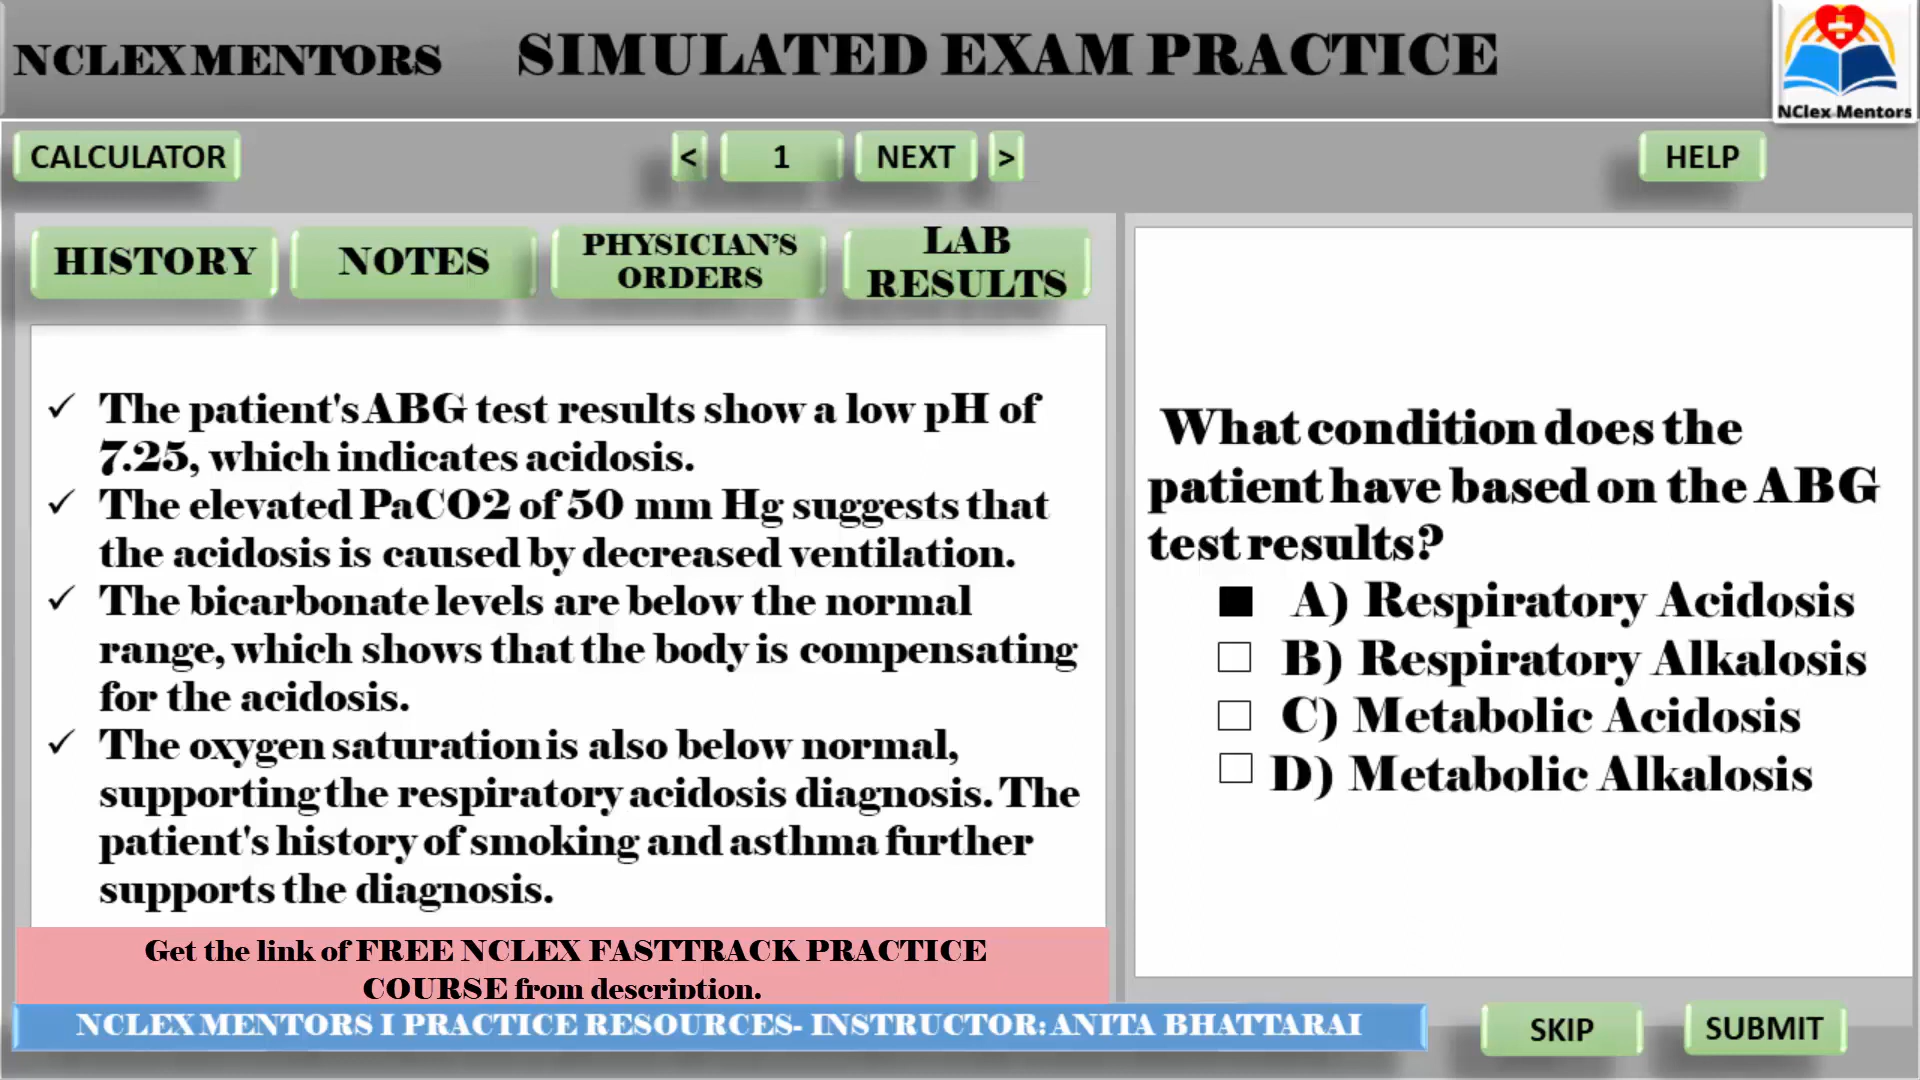 NCLEX MENTORS SIMULATED EXAM PRACTICE
NClex Mentors
CALCULATOR
<
1
NEXT
>
HELP
HISTORY
NOTES
PHYSICIAN'S
ORDERS
LAB
RESULTS
✓ The patient's ABG test results show a low pH of
7.25, which indicates acidosis.
✓ The elevated PaCO2 of 50 mm Hg suggests that
the acidosis is caused by decreased ventilation.
✓ The bicarbonate levels are below the normal
range, which shows that the body is compensating
for the acidosis.
✓ The oxygen saturation is also below normal,
supporting the respiratory acidosis diagnosis. The
patient's history of smoking and asthma further
supports the diagnosis.
What condition does the
patient have based on the ABG
test results?
A) Respiratory Acidosis
B) Respiratory Alkalosis
C) Metabolic Acidosis
D) Metabolic Alkalosis
Get the link of FREE NCLEX FASTTRACK PRACTICE
COURSE from description.
NCLEX MENTORS I PRACTICE RESOURCES- INSTRUCTOR: ANITA BHATTARAI
SKIP
SUBMIT